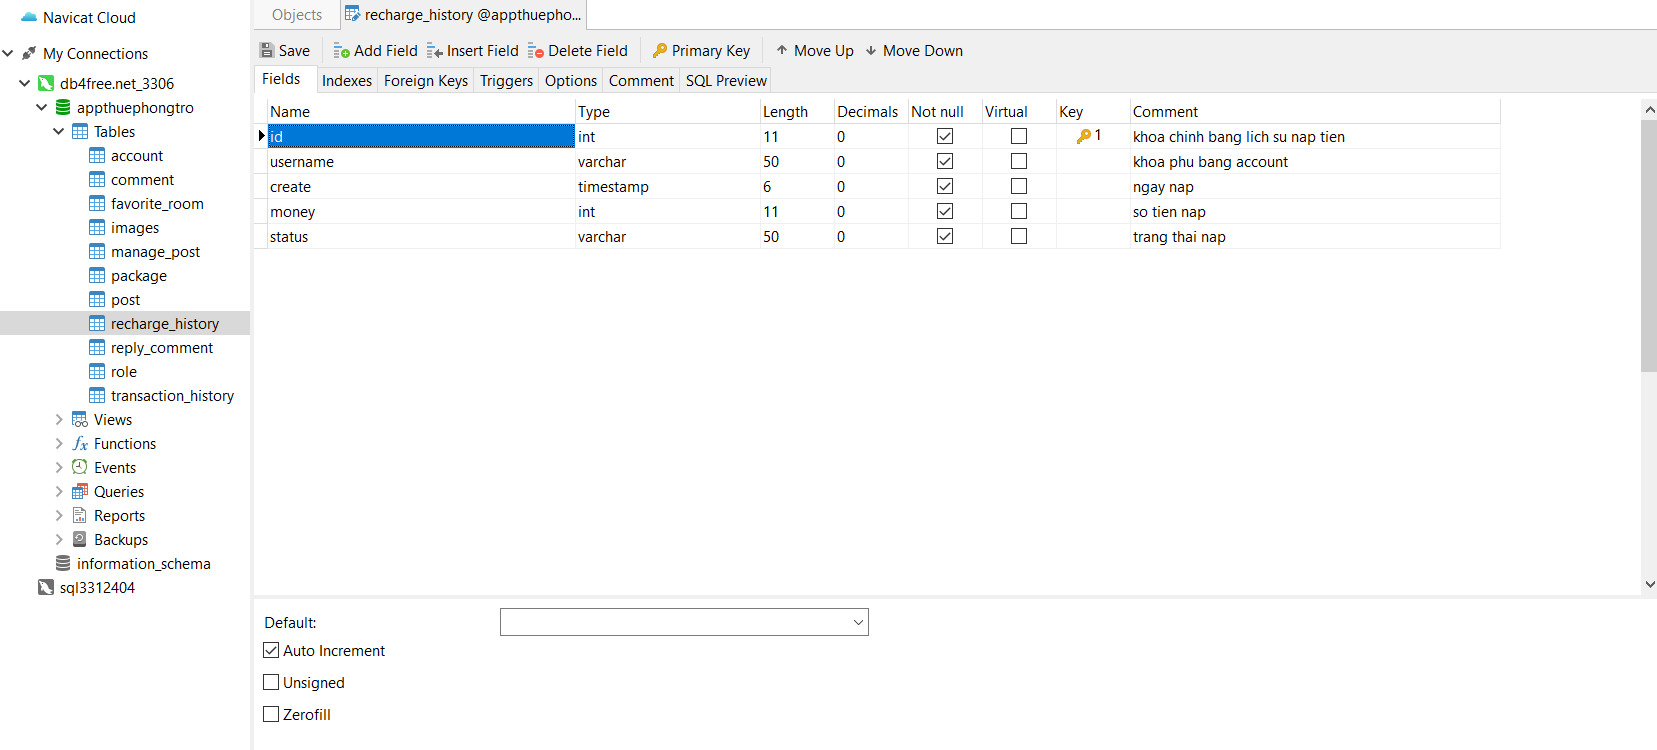 Navicat Cloud
My Connections
db4free.net_3306
appthuephongtro
Tables
account
comment
favorite_room
images
manage_post
package
post
recharge_history
reply_comment
role
transaction_history
Views
Functions
Events
Queries
Reports
Backups
information_schema
sql3312404
Objects recharge_history @appthuepho...
Save Add Field Insert Field Delete Field Primary Key Move Up Move Down
Fields Indexes Foreign Keys Triggers Options Comment SQL Preview
Name Type Length Decimals Not null Virtual Key Comment
id int 11 0 1 khoa chinh bang lich su nap tien
username varchar 50 0 khoa phu bang account
create timestamp 6 0 ngay nap
money int 11 0 so tien nap
status varchar 50 0 trang thai nap
Default:
Auto Increment
Unsigned
Zerofill